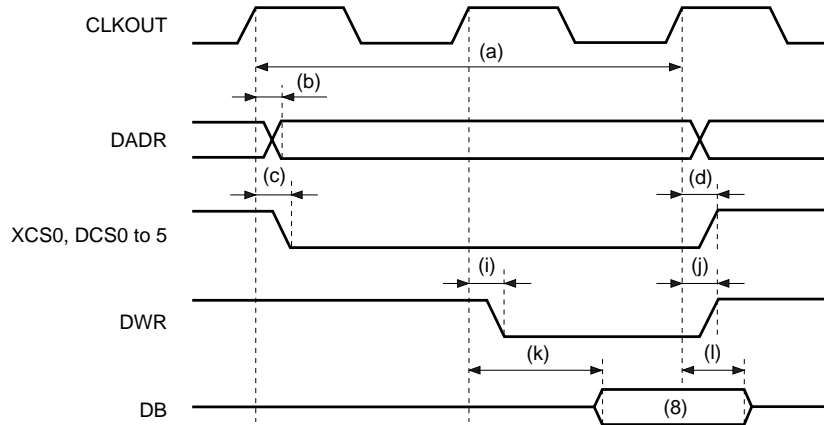 CLKOUT
(a)
(b)
DADR
(c)
(d)
XCS0, DCS0 to 5
(i)
(j)
DWR
(k)
(l)
DB
(8)